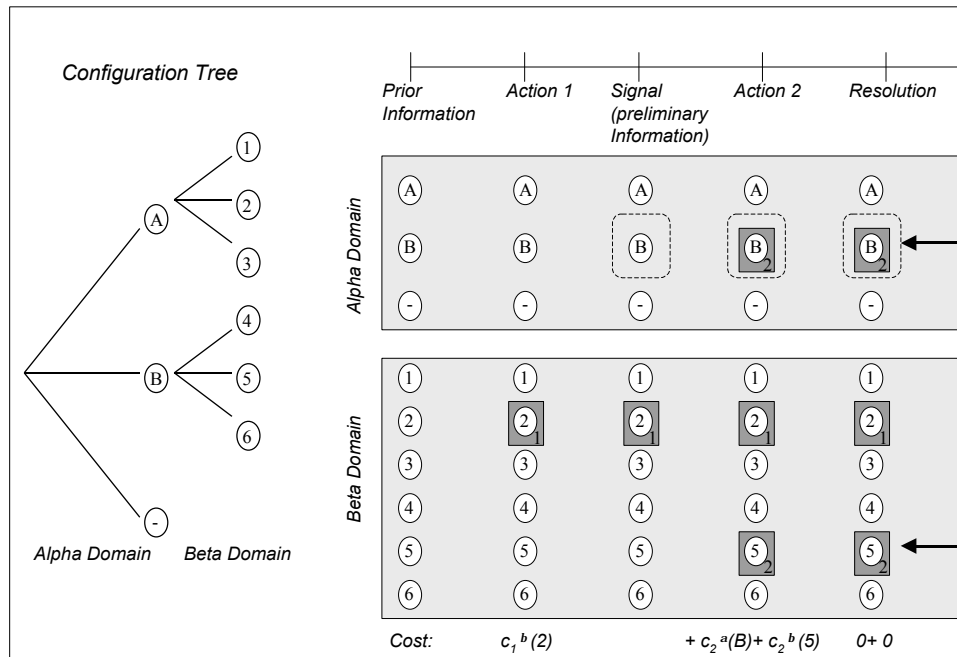 Configuration Tree
Prior Information
Action 1
Signal (preliminary Information)
Action 2
Resolution
1
2
3
A
4
5
6
B
-
Alpha Domain
Beta Domain
Alpha Domain
A A A A A
B B B B 2 B 2
- - - - -
Beta Domain
1 1 1 1 1
2 2 1 2 1 2 1 2 1
3 3 3 3 3
4 4 4 4 4
5 5 5 5 2 5 2
6 6 6 6 6
Cost:
c₁ᵇ(2)
+ c₂ᵃ(B)+ c₂ᵇ(5)
0+ 0